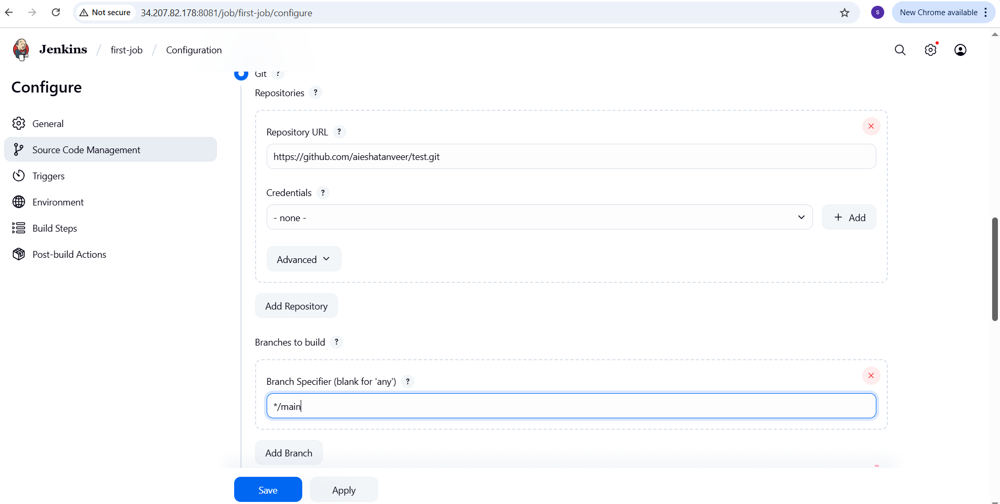 Not secure 34.207.82.178:8081/job/first-job/configure S New Chrome available
Jenkins / first-job / Configuration
Configure
General
Source Code Management
Triggers
Environment
Build Steps
Post-build Actions
Git ?
Repositories ?
Repository URL ?
https://github.com/aieshatanveer/test.git
Credentials ?
- none -
+ Add
Advanced
Add Repository
Branches to build ?
Branch Specifier (blank for 'any') ?
*/main
Add Branch
Save
Apply